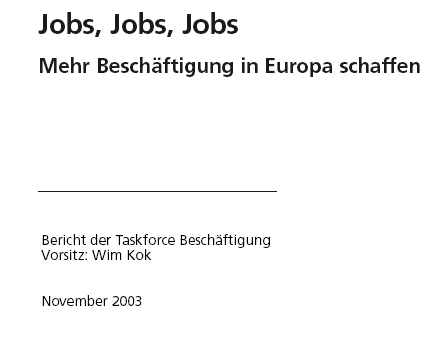 Jobs, Jobs, Jobs
Mehr Beschäftigung in Europa schaffen
Bericht der Taskforce Beschäftigung
Vorsitz: Wim Kok
November 2003